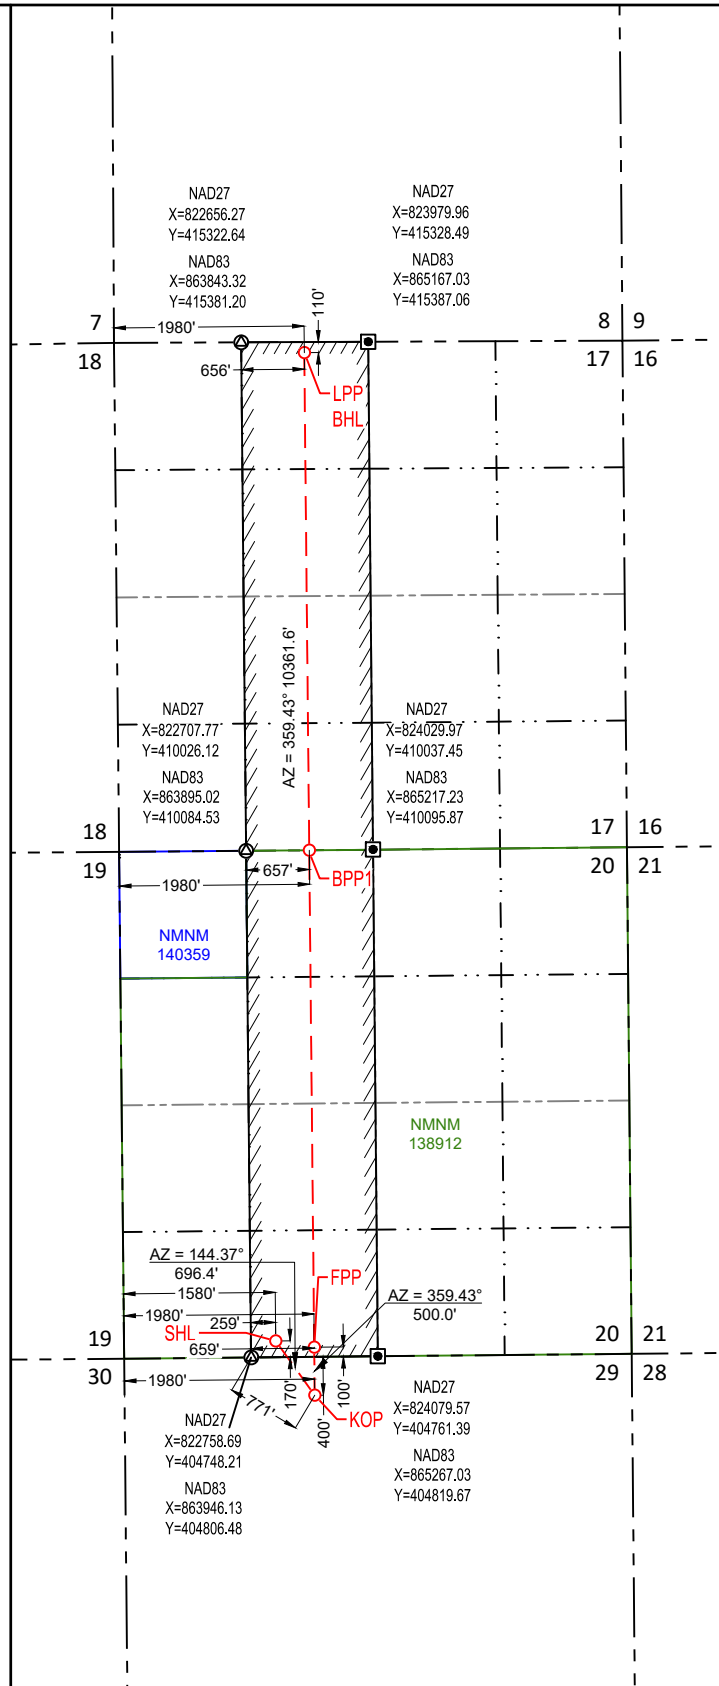 NAD27
X=822656.27
Y=415322.64
NAD83
X=863843.32
Y=415381.20
NAD27
X=823979.96
Y=415328.49
NAD83
X=865167.03
Y=415387.06
7
18
1980'
110'
8 9
17 16
656'
LPP
BHL
AZ = 359.43° 10361.6'
NAD27
X=822707.77
Y=410026.12
NAD83
X=863895.02
Y=410084.53
NAD27
X=824029.97
Y=410037.45
NAD83
X=865217.23
Y=410095.87
18
19
17 16
20 21
657'
1980'
BPP1
NMNM
140359
NMNM
138912
AZ = 144.37°
696.4'
1580'
1980'
259'
SHL
659'
FPP
AZ = 359.43°
500.0'
19
30
20 21
29 28
1980'
771'
170'
400'
100'
KOP
NAD27
X=822758.69
Y=404748.21
NAD83
X=863946.13
Y=404806.48
NAD27
X=824079.57
Y=404761.39
NAD83
X=865267.03
Y=404819.67